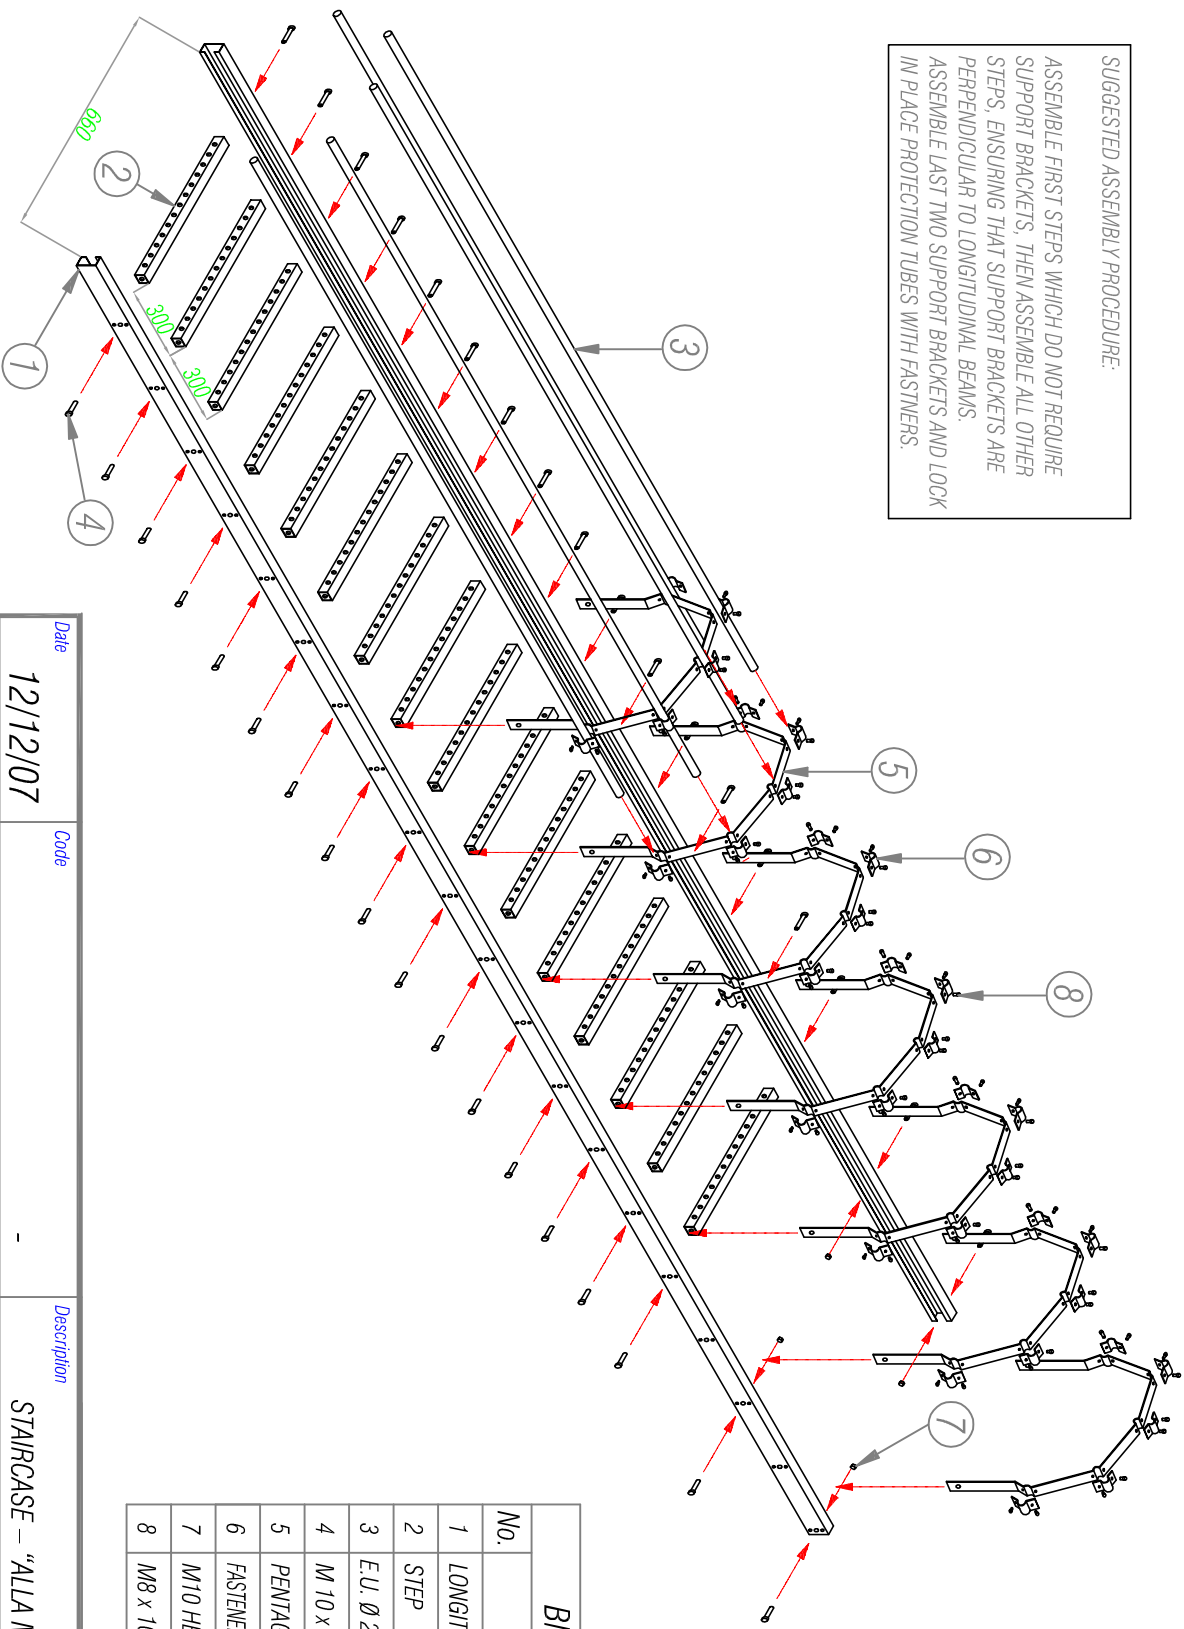 SUGGESTED ASSEMBLY PROCEDURE:
ASSEMBLE FIRST STEPS WHICH DO NOT REQUIRE
SUPPORT BRACKETS, THEN ASSEMBLE ALL OTHER
STEPS, ENSURING THAT SUPPORT BRACKETS ARE
PERPENDICULAR TO LONGITUDINAL BEAMS.
ASSEMBLE LAST TWO SUPPORT BRACKETS AND LOCK
IN PLACE PROTECTION TUBES WITH FASTNERS.
3
5
6
8
7
660
2
300
300
1
4
No.
1 LONGIT
2 STEP
3 E.U. Ø 2
4 M 10 x
5 PENTAG
6 FASTENE
7 M10 HE
8 M8 x 1
Date
12/12/07
Code
-
Description
STAIRCASE – "ALLA